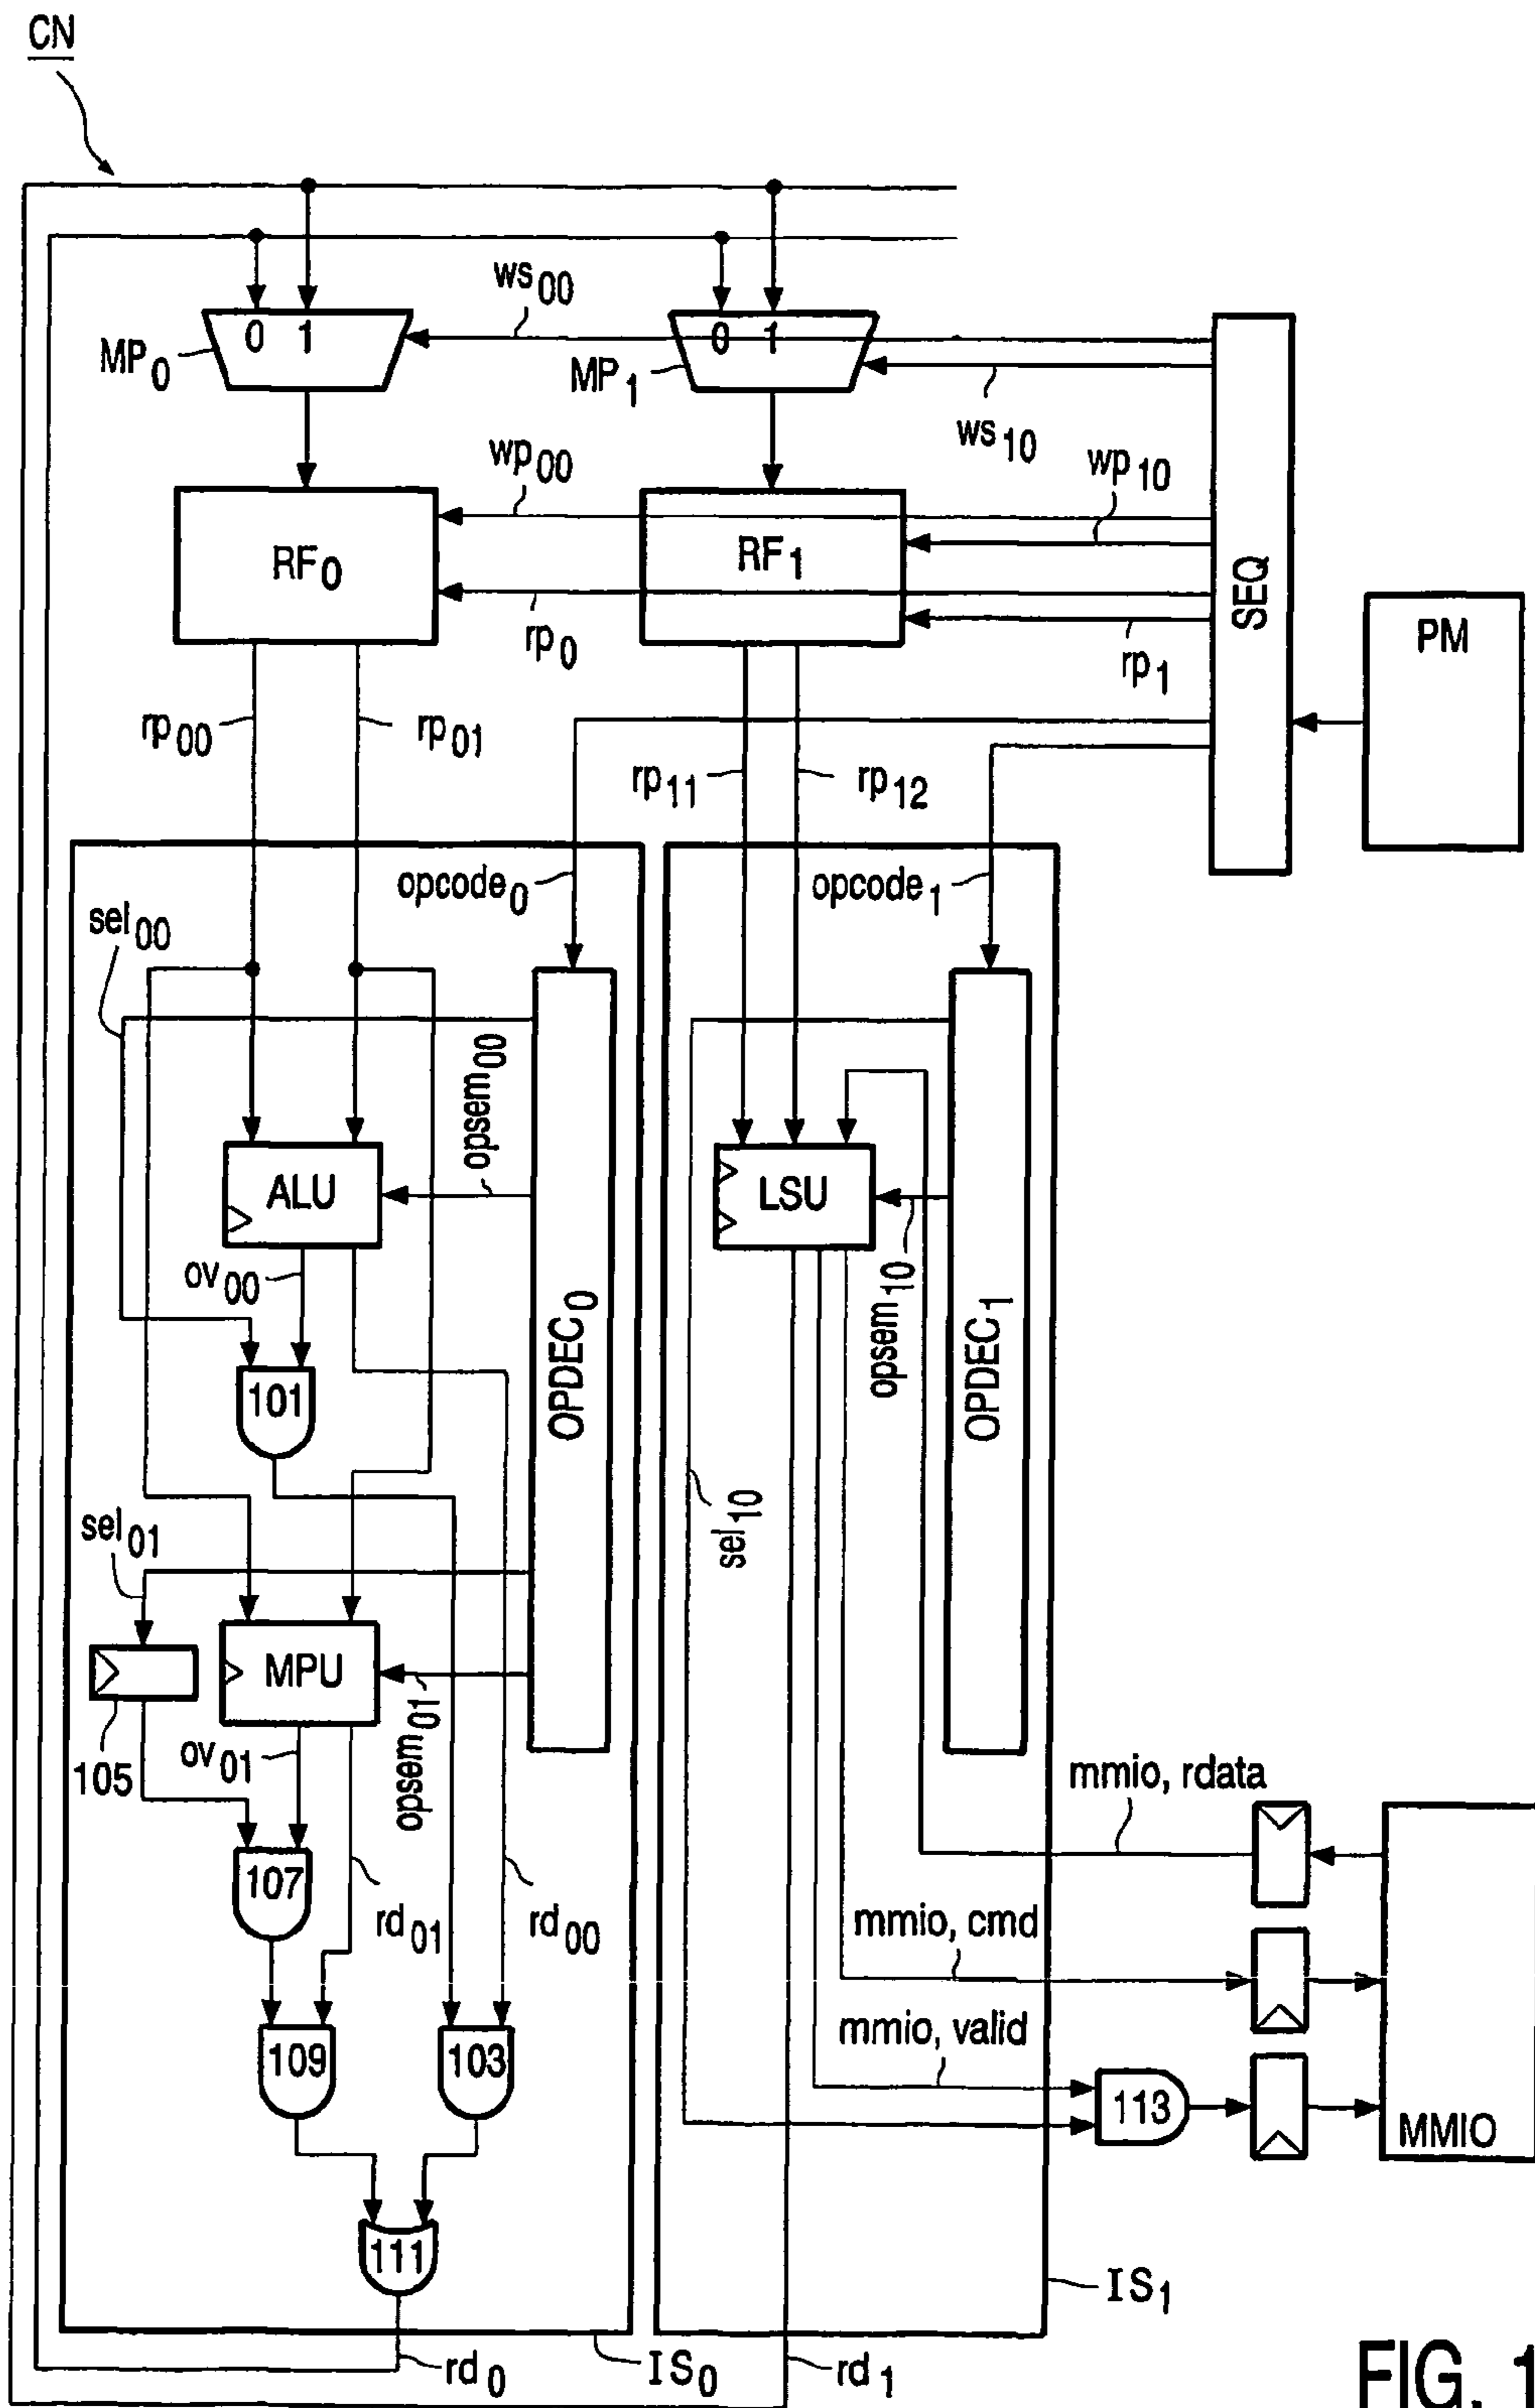 CN
ws00
0 1
0 1
MP0
MP1
ws10
wp00
wp10
RF0
RF1
SEQ
rp0
rp1
PM
rp00
rp01
rp11
rp12
opcode0
opcode1
sel00
opsem00
ALU
LSU
ov00
opsem10
OPDEC0
OPDEC1
101
sel10
sel01
MPU
opsem01
105
ov01
mmio, rdata
107
rd01
rd00
mmio, cmd
mmio, valid
109
103
113
MMIO
111
IS1
rd0
IS0
rd1
FIG. 1